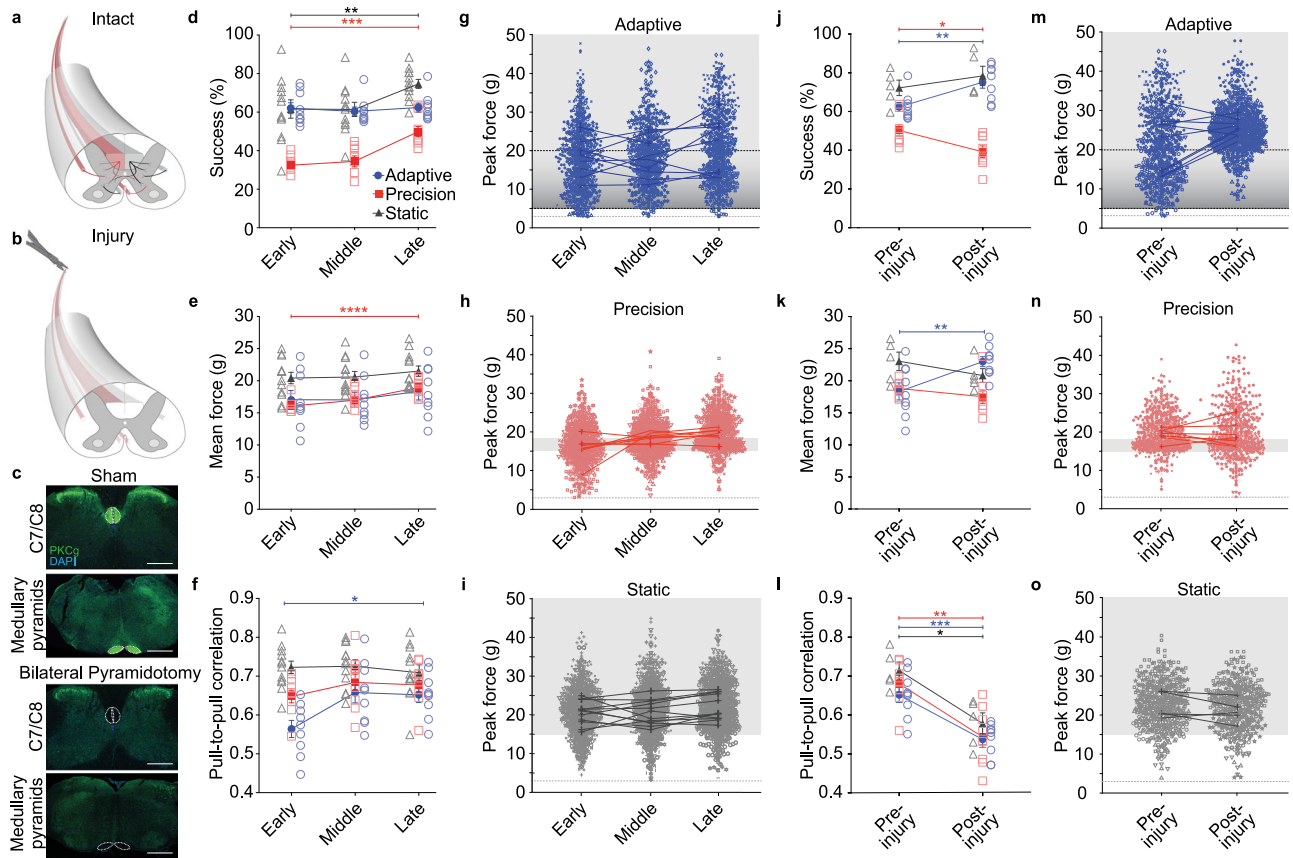 a Intact
b Injury
c Sham
C7/C8
PKCg
DAPI
Medullary
pyramids
Bilateral Pyramidotomy
C7/C8
Medullary
pyramids
d
**
***
Success (%)
100
80
60
40
20
0
Adaptive
Precision
Static
Early
Middle
Late
e
****
Mean force (g)
30
25
20
15
10
5
0
Early
Middle
Late
f
*
Pull-to-pull correlation
0.9
0.8
0.7
0.6
0.5
0.4
Early
Middle
Late
g Adaptive
Peak force (g)
50
40
30
20
10
5
0
Early
Middle
Late
h Precision
Peak force (g)
50
40
30
20
10
0
Early
Middle
Late
i Static
Peak force (g)
50
40
30
20
10
0
Early
Middle
Late
j
*
**
Success (%)
100
80
60
40
20
0
Pre-
injury
Post-
injury
k
**
Mean force (g)
30
25
20
15
10
5
0
Pre-
injury
Post-
injury
l
**
***
*
Pull-to-pull correlation
0.9
0.8
0.7
0.6
0.5
0.4
Pre-
injury
Post-
injury
m Adaptive
Peak force (g)
50
40
30
20
10
5
0
Pre-
injury
Post-
injury
n Precision
Peak force (g)
50
40
30
20
10
0
Pre-
injury
Post-
injury
o Static
Peak force (g)
50
40
30
20
10
0
Pre-
injury
Post-
injury